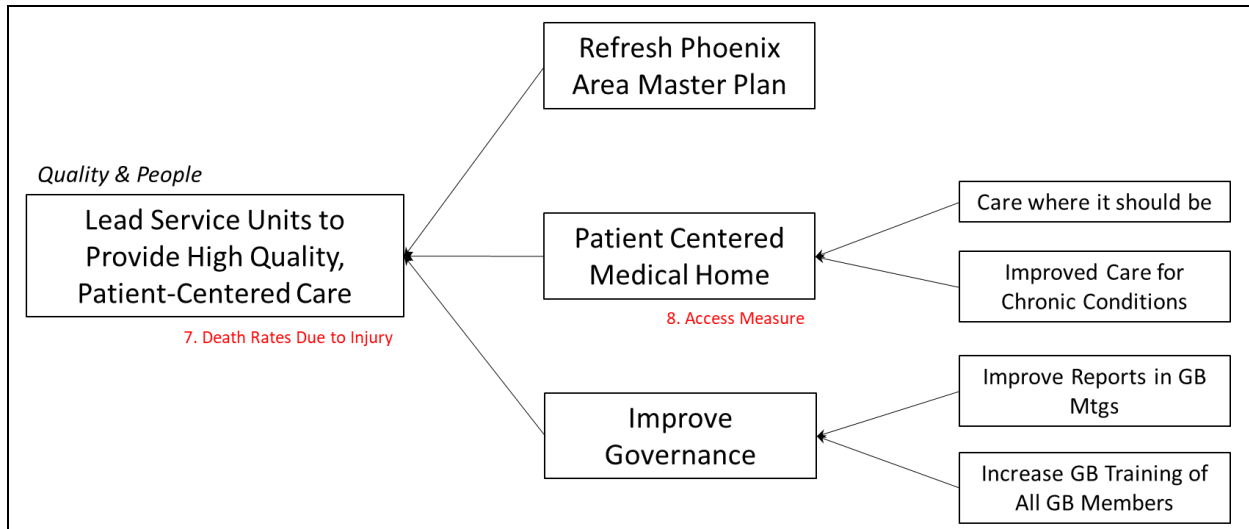 Refresh Phoenix
Area Master Plan
Quality & People
Lead Service Units to
Provide High Quality,
Patient-Centered Care
7. Death Rates Due to Injury
Patient Centered
Medical Home
8. Access Measure
Care where it should be
Improved Care for
Chronic Conditions
Improve
Governance
Improve Reports in GB
Mtgs
Increase GB Training of
All GB Members